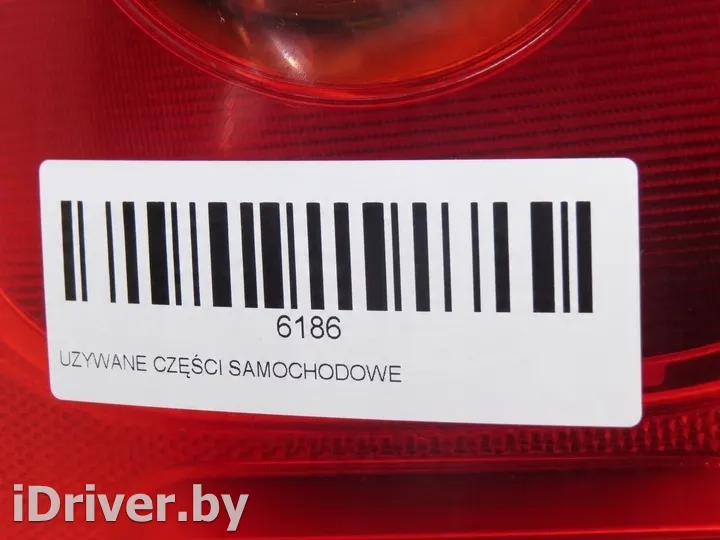 6186
UZYWANE CZĘŚCI SAMOCHODOWE
iDriver.by